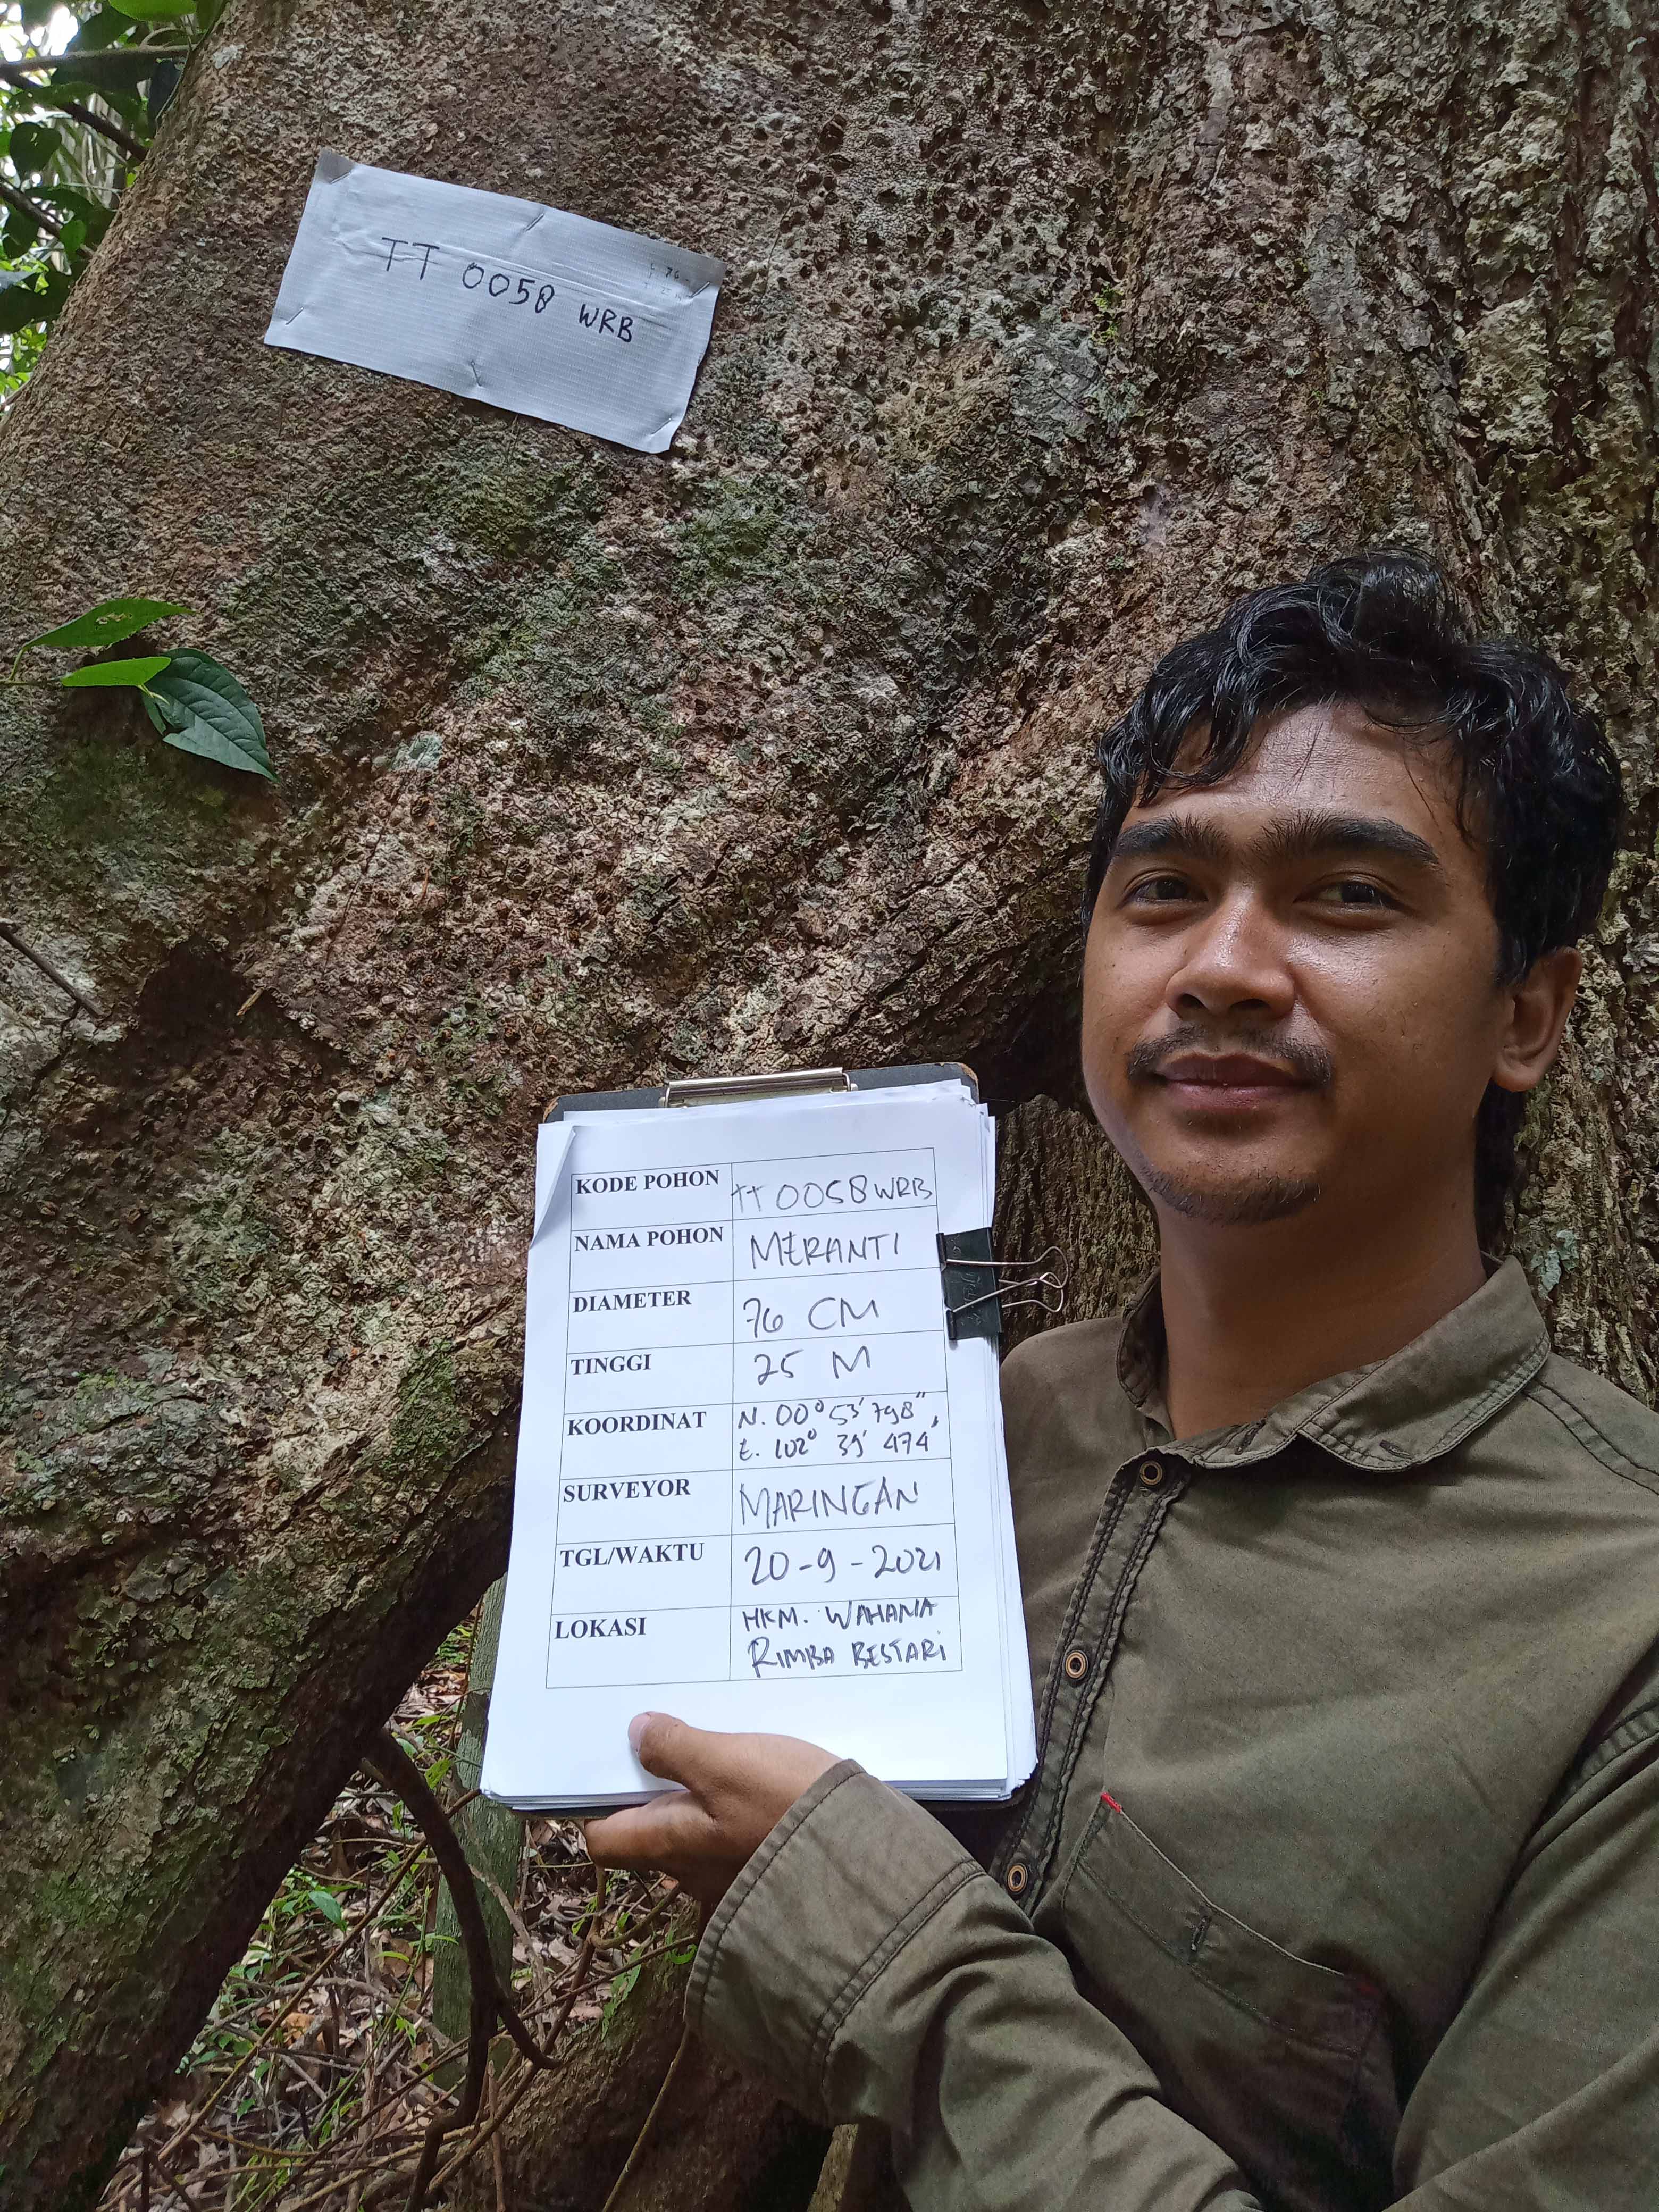 TT 0058 WRB
KODE POHON TT 0058 WRB
NAMA POHON MERANTI
DIAMETER 76 CM
TINGGI 25 M
KOORDINAT N. 00° 53' 798",
E. 102° 39' 474'
SURVEYOR MARINGAN
TGL/WAKTU 20-9-2021
LOKASI HKM. WAHANA
RIMBA BESTARI